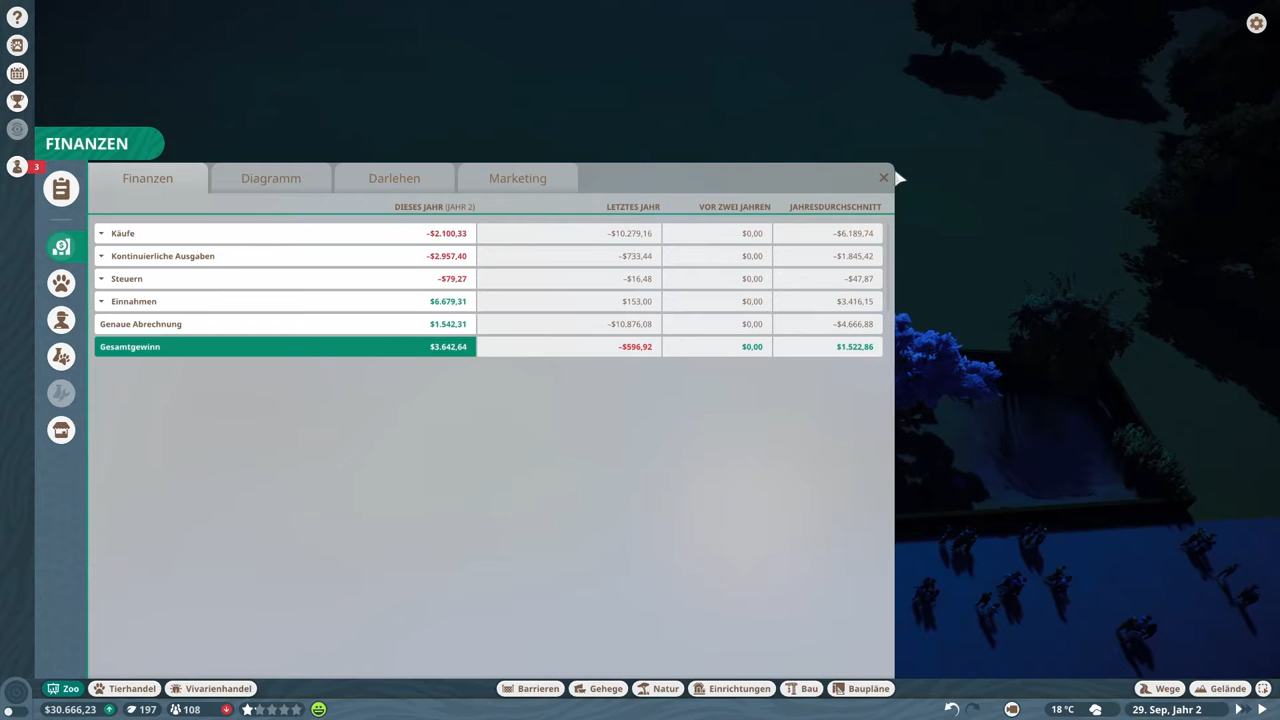 ?
3
FINANZEN
Finanzen Diagramm Darlehen Marketing
DIESES JAHR (JAHR 2) LETZTES JAHR VOR ZWEI JAHREN JAHRESDURCHSCHNITT
Käufe –$2.100,33 –$10.279,16 $0,00 –$6.189,74
Kontinuierliche Ausgaben –$2.957,40 –$733,44 $0,00 –$1.845,42
Steuern –$79,27 –$16,48 $0,00 –$47,87
Einnahmen $6.679,31 $153,00 $0,00 $3.416,15
Genaue Abrechnung $1.542,31 –$10.876,08 $0,00 –$4.666,88
Gesamtgewinn $3.642,64 –$596,92 $0,00 $1.522,86
Zoo Tierhandel Vivarienhandel Barrieren Gehege Natur Einrichtungen Bau Baupläne Wege Gelände
$30.666,23 197 108 18 °C 29. Sep, Jahr 2